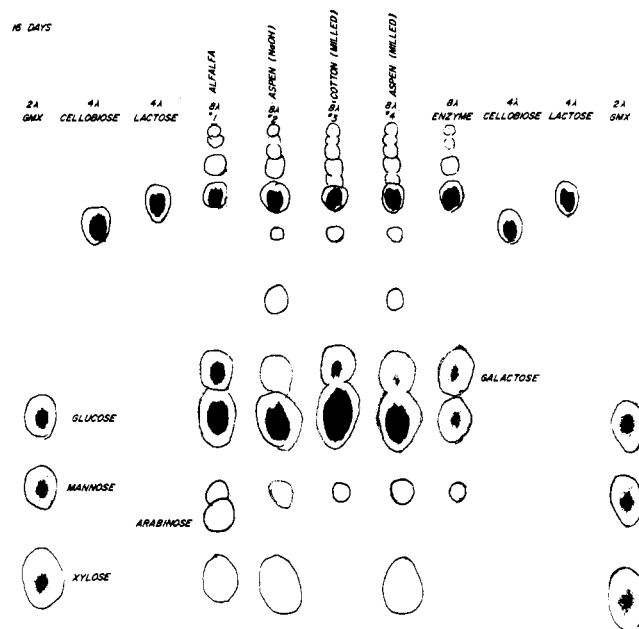 16 DAYS
2λ
GMX
4λ
CELLOBIOSE
4λ
LACTOSE
ALFALFA
8λ
#1
ASPEN (NaOH)
8λ
#2
COTTON (MILLED)
8λ
#3
ASPEN (MILLED)
8λ
#4
8λ
ENZYME
4λ
CELLOBIOSE
4λ
LACTOSE
2λ
GMX
GALACTOSE
GLUCOSE
MANNOSE
ARABINOSE
XYLOSE